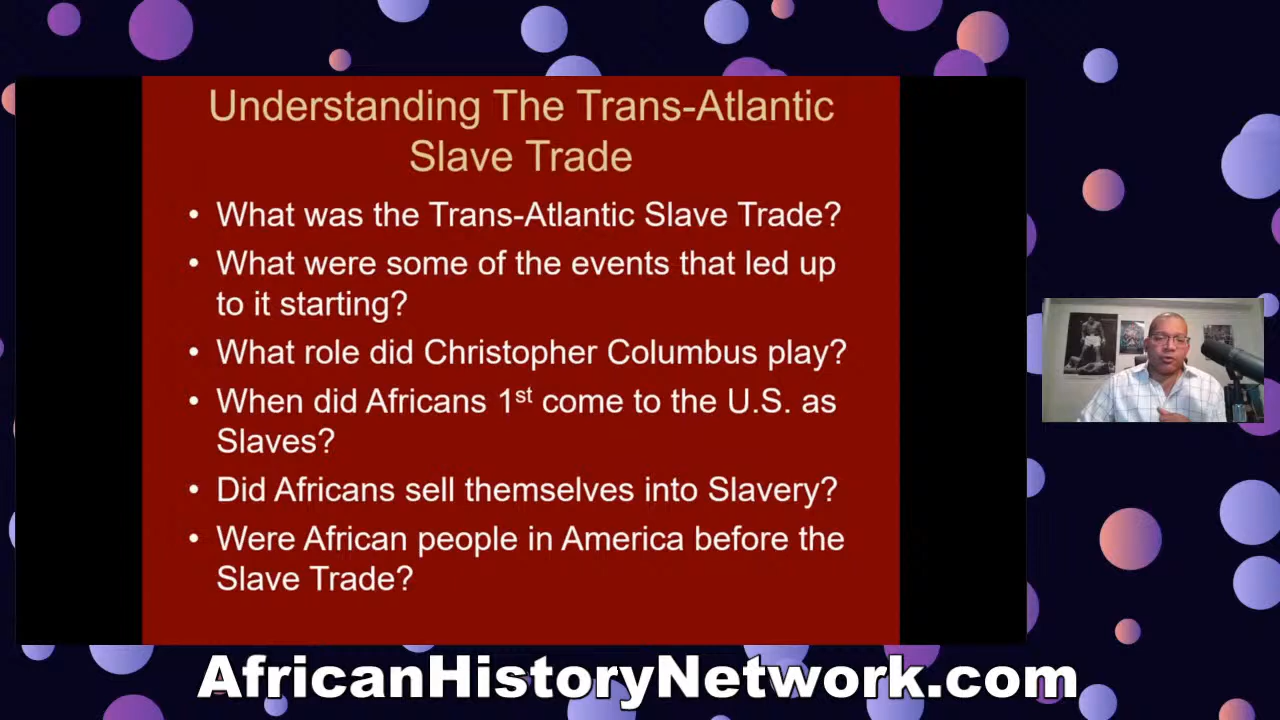 Understanding The Trans-Atlantic
Slave Trade
• What was the Trans-Atlantic Slave Trade?
• What were some of the events that led up
to it starting?
• What role did Christopher Columbus play?
• When did Africans 1st come to the U.S. as
Slaves?
• Did Africans sell themselves into Slavery?
• Were African people in America before the
Slave Trade?
AfricanHistoryNetwork.com